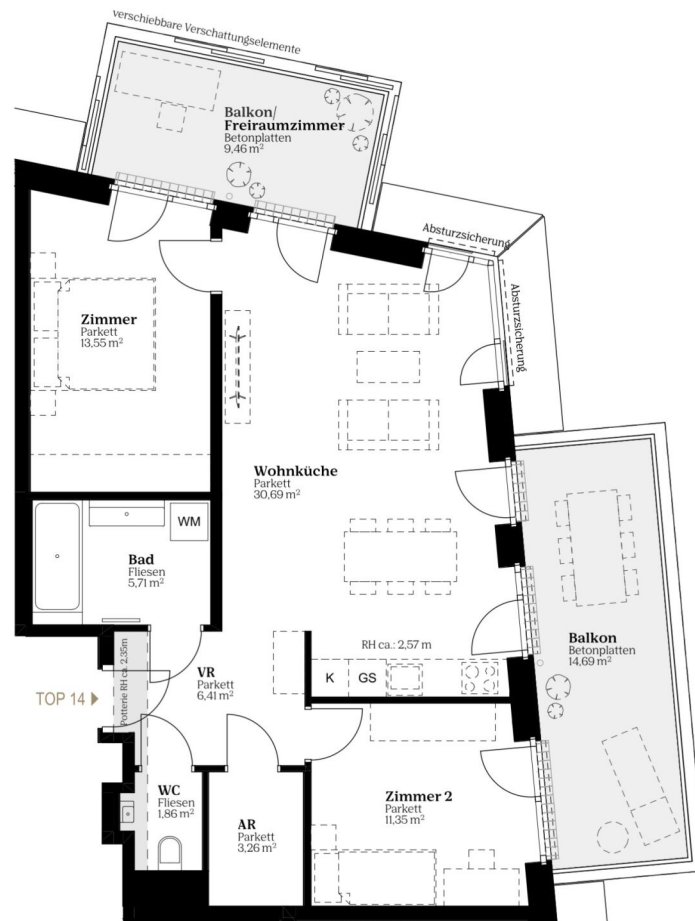 verschiebbare Verschattungselemente
Balkon/
Freiraumzimmer
Betonplatten
9,46 m²
Absturzsicherung
Absturzsicherung
Zimmer
Parkett
13,55 m²
Wohnküche
Parkett
30,69 m²
WM
Bad
Fliesen
5,71 m²
RH ca.: 2,57 m
Balkon
Betonplatten
14,69 m²
K
GS
VR
Parkett
6,41 m²
Potterie RH ca. 2,35m
TOP 14
WC
Fliesen
1,86 m²
AR
Parkett
3,26 m²
Zimmer 2
Parkett
11,35 m²